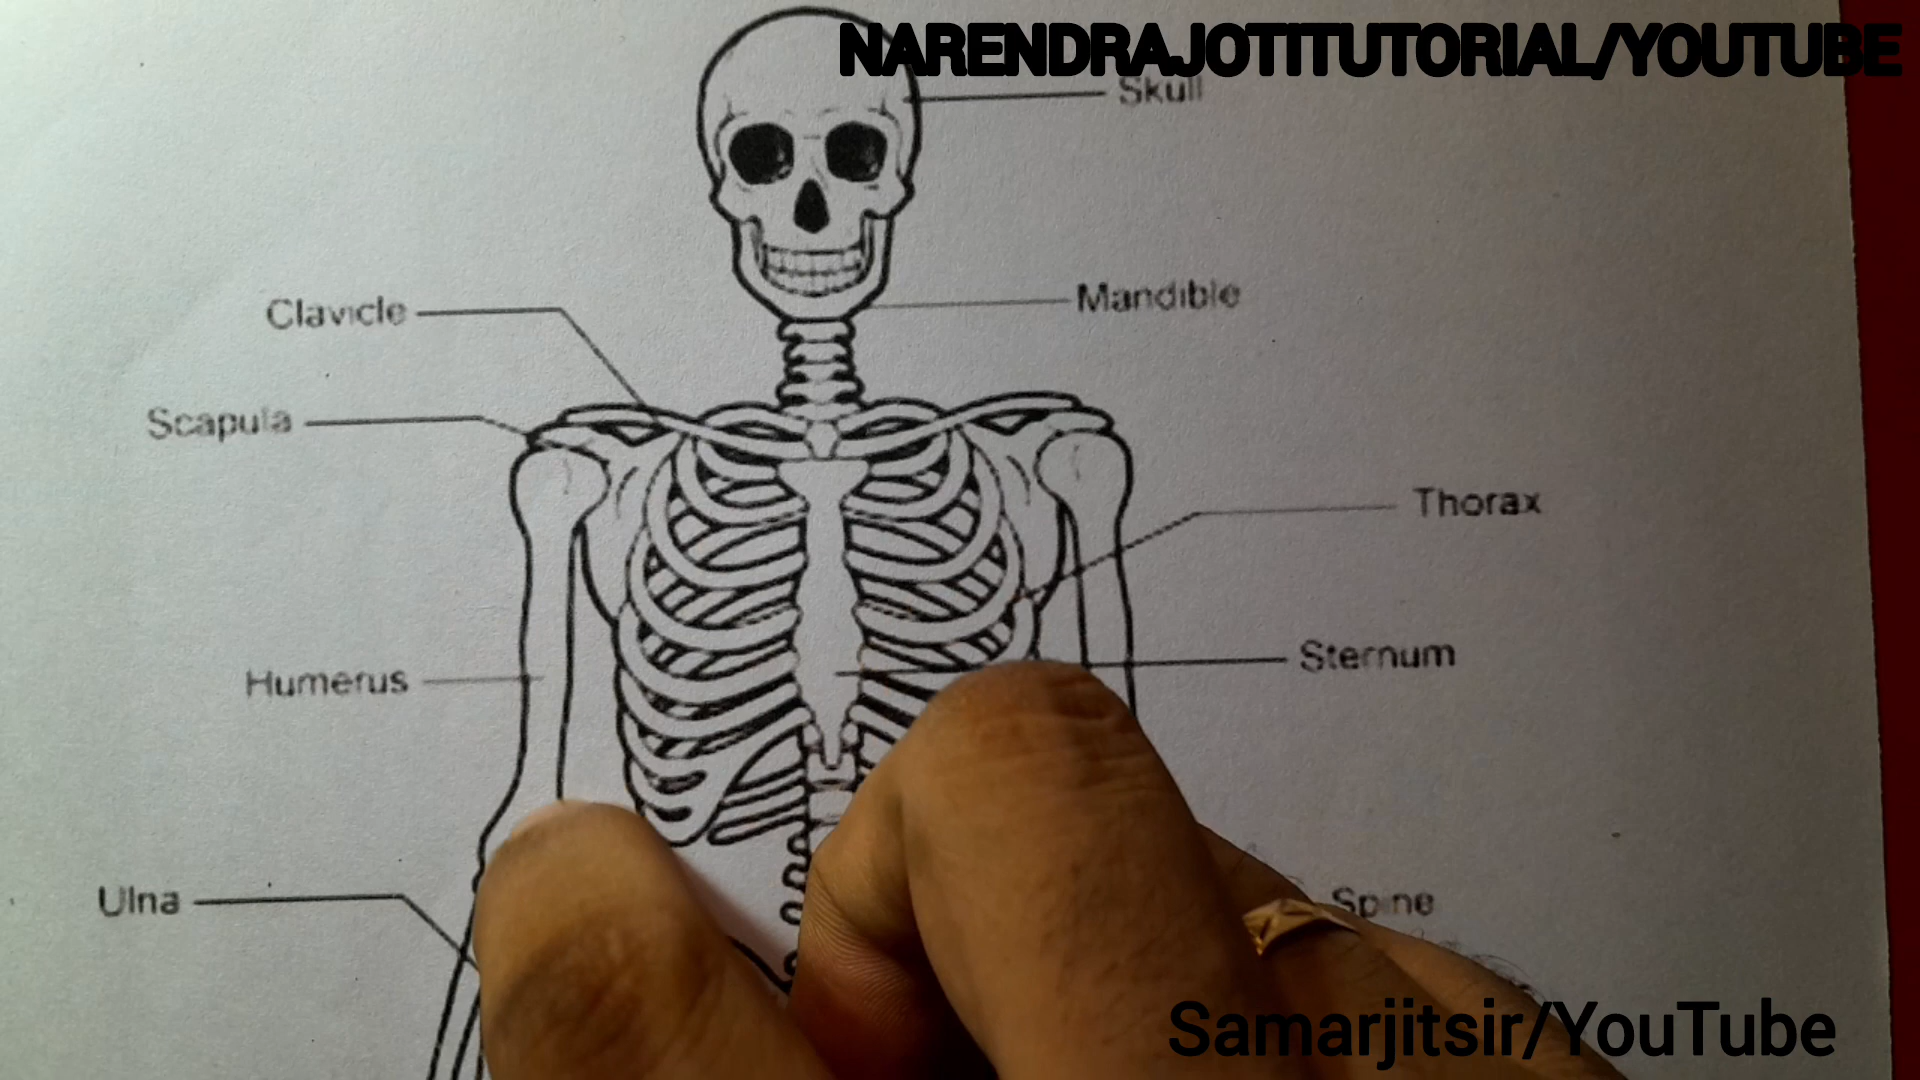 NARENDRAJOTITUTORIAL/YOUTUBE
Skull
Mandible
Clavicle
Scapula
Thorax
Sternum
Humerus
Ulna
Spine
Samarjitsir/YouTube